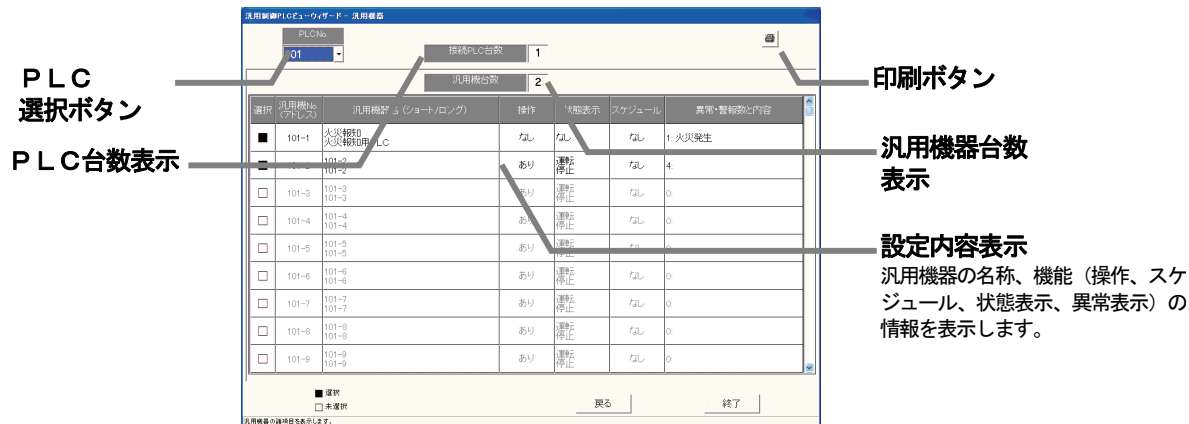 汎用制御PLCビューウィザード - 汎用機器
PLCNo.
01
接続PLC台数 1
汎用機台数 2
選択 汎用機No.(アドレス) (ショート/ロング) 操作 状態表示 スケジュール 異常・警報数と内容
101-1 火災報知 なし なし なし 1: 火災発生
火災報知用 LC
101-2 あり 運転 なし 4:
101-2 停止
101-3 101-3 あり 運転 なし 0:
101-3 停止
101-4 101-4 あり 運転 なし 0:
101-4 停止
101-5 101-5 あり 運転
101-5 停止
101-6 101-6 あり 運転 なし 0:
101-6 停止
101-7 101-7 あり 運転 なし 0:
101-7 停止
101-8 101-8 あり 運転 なし 0:
101-8 停止
101-9 101-9 あり 運転 なし 0:
101-9 停止
■ 選択
□ 未選択
戻る
終了
汎用機器の諸項目を表示します。
PLC
選択ボタン
PLC台数表示
印刷ボタン
汎用機器台数
表示
設定内容表示
汎用機器の名称、機能（操作、スケ
ジュール、状態表示、異常表示）の
情報を表示します。